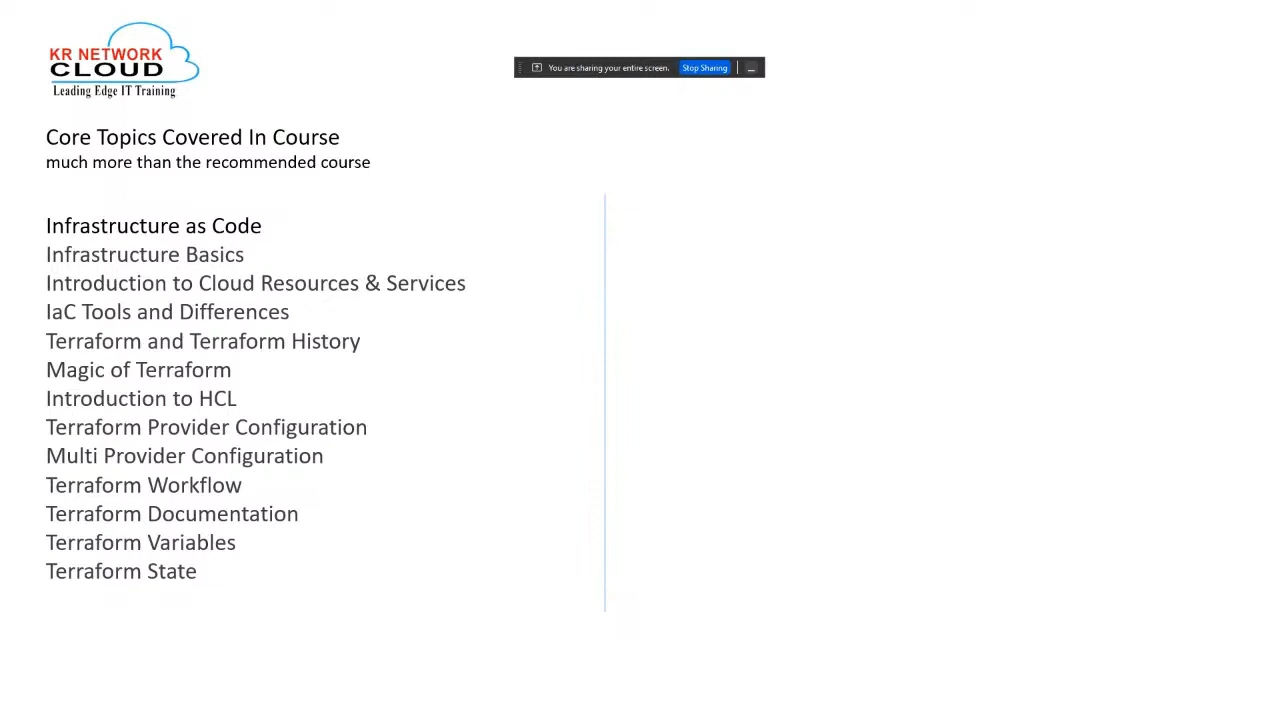 KR NETWORK
CLOUD
Leading Edge IT Training
You are sharing your entire screen. Stop Sharing
Core Topics Covered In Course
much more than the recommended course
Infrastructure as Code
Infrastructure Basics
Introduction to Cloud Resources & Services
IaC Tools and Differences
Terraform and Terraform History
Magic of Terraform
Introduction to HCL
Terraform Provider Configuration
Multi Provider Configuration
Terraform Workflow
Terraform Documentation
Terraform Variables
Terraform State